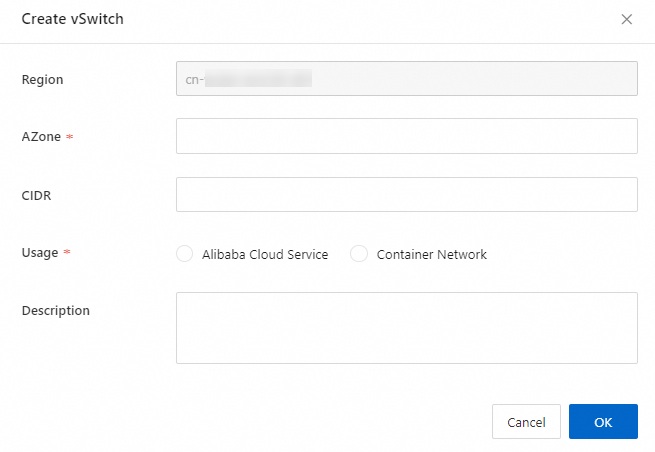 Create vSwitch
Region
cn-
AZone *
CIDR
Usage *
Alibaba Cloud Service
Container Network
Description
Cancel
OK